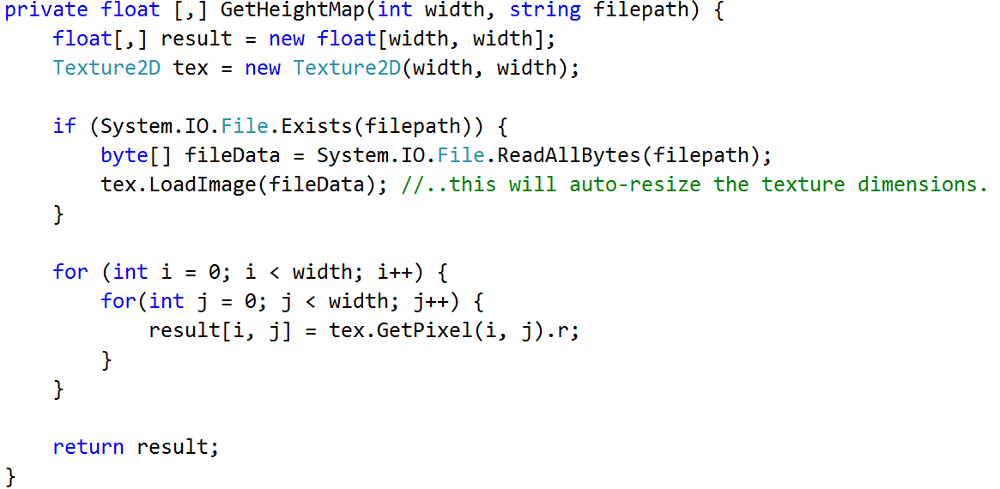 private float [,] GetHeightMap(int width, string filepath) {
    float[,] result = new float[width, width];
    Texture2D tex = new Texture2D(width, width);

    if (System.IO.File.Exists(filepath)) {
        byte[] fileData = System.IO.File.ReadAllBytes(filepath);
        tex.LoadImage(fileData); //..this will auto-resize the texture dimensions.
    }

    for (int i = 0; i < width; i++) {
        for(int j = 0; j < width; j++) {
            result[i, j] = tex.GetPixel(i, j).r;
        }
    }

    return result;
}